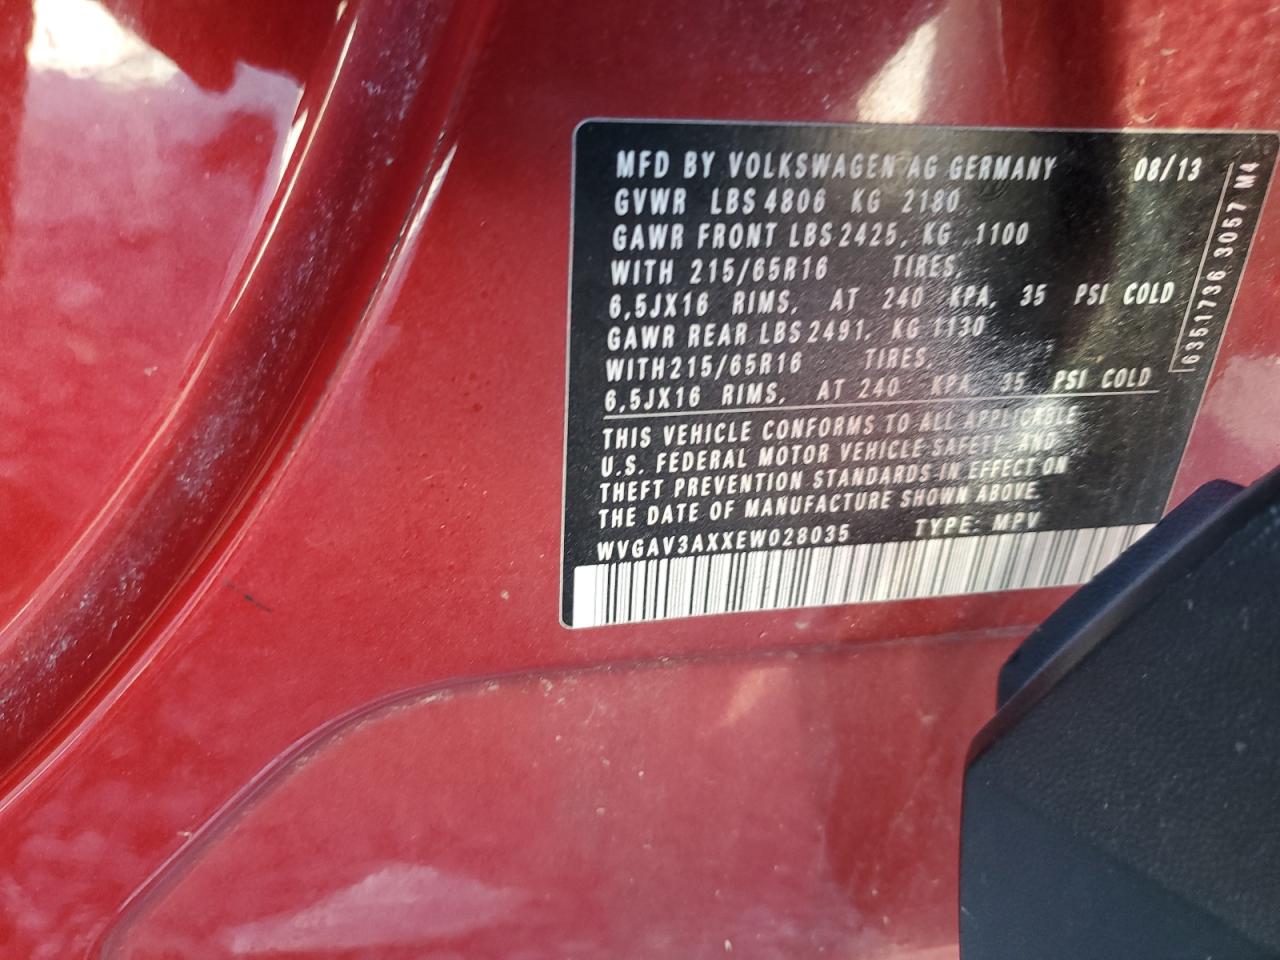 MFD BY VOLKSWAGEN AG GERMANY 08/13
GVWR LBS 4806 KG 2180
GAWR FRONT LBS 2425, KG 1100
WITH 215/65R16 TIRES,
6,5JX16 RIMS, AT 240 KPA, 35 PSI COLD
GAWR REAR LBS 2491, KG 1130
WITH 215/65R16 TIRES,
6,5JX16 RIMS, AT 240 KPA, 35 PSI COLD
THIS VEHICLE CONFORMS TO ALL APPLICABLE
U.S. FEDERAL MOTOR VEHICLE SAFETY AND
THEFT PREVENTION STANDARDS IN EFFECT ON
THE DATE OF MANUFACTURE SHOWN ABOVE
WVGAV3AXXEW028035 TYPE: MPV
6351736 3057 M4